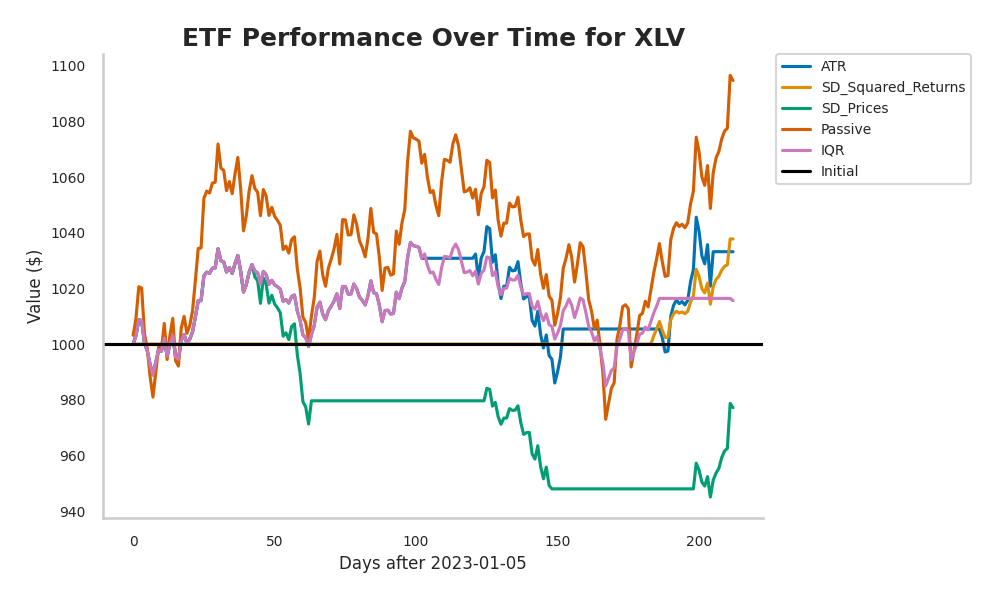 ETF Performance Over Time for XLV
Value ($)
1100
1080
1060
1040
1020
1000
980
960
940
0 50 100 150 200
Days after 2023-01-05
ATR
SD_Squared_Returns
SD_Prices
Passive
IQR
Initial